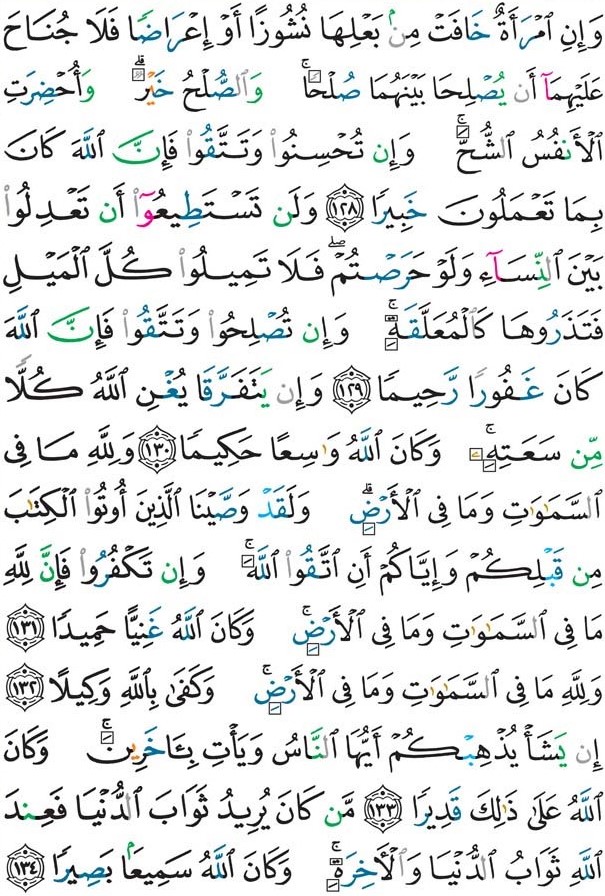 وَإِنِ ٱمْرَأَةٌ خَافَتْ مِنۢ بَعْلِهَا نُشُوزًا أَوْ إِعْرَاضًا فَلَا جُنَاحَ
عَلَيْهِمَآ أَن يُصْلِحَا بَيْنَهُمَا صُلْحًاۚ وَٱلصُّلْحُ خَيْرٌۗ وَأُحْضِرَتِ
ٱلْأَنفُسُ ٱلشُّحَّۚ وَإِن تُحْسِنُوا۟ وَتَتَّقُوا۟ فَإِنَّ ٱللَّهَ كَانَ
بِمَا تَعْمَلُونَ خَبِيرًا ١٢٨ وَلَن تَسْتَطِيعُوٓا۟ أَن تَعْدِلُوا۟
بَيْنَ ٱلنِّسَآءِ وَلَوْ حَرَصْتُمْۖ فَلَا تَمِيلُوا۟ كُلَّ ٱلْمَيْلِ
فَتَذَرُوهَا كَٱلْمُعَلَّقَةِۚ وَإِن تُصْلِحُوا۟ وَتَتَّقُوا۟ فَإِنَّ ٱللَّهَ
كَانَ غَفُورًا رَّحِيمًا ١٢٩ وَإِن يَتَفَرَّقَا يُغْنِ ٱللَّهُ كُلًّا
مِّن سَعَتِهِۦۚ وَكَانَ ٱللَّهُ وَٰسِعًا حَكِيمًا ١٣٠ وَلِلَّهِ مَا فِى
ٱلسَّمَٰوَٰتِ وَمَا فِى ٱلْأَرْضِۗ وَلَقَدْ وَصَّيْنَا ٱلَّذِينَ أُوتُوا۟ ٱلْكِتَٰبَ
مِن قَبْلِكُمْ وَإِيَّاكُمْ أَنِ ٱتَّقُوا۟ ٱللَّهَۚ وَإِن تَكْفُرُوا۟ فَإِنَّ لِلَّهِ
مَا فِى ٱلسَّمَٰوَٰتِ وَمَا فِى ٱلْأَرْضِۚ وَكَانَ ٱللَّهُ غَنِيًّا حَمِيدًا ١٣١
وَلِلَّهِ مَا فِى ٱلسَّمَٰوَٰتِ وَمَا فِى ٱلْأَرْضِۚ وَكَفَىٰ بِٱللَّهِ وَكِيلًا ١٣٢
إِن يَشَأْ يُذْهِبْكُمْ أَيُّهَا ٱلنَّاسُ وَيَأْتِ بِـَٔاخَرِينَۚ وَكَانَ
ٱللَّهُ عَلَىٰ ذَٰلِكَ قَدِيرًا ١٣٣ مَّن كَانَ يُرِيدُ ثَوَابَ ٱلدُّنْيَا فَعِندَ
ٱللَّهِ ثَوَابُ ٱلدُّنْيَا وَٱلْـَٔاخِرَةِۚ وَكَانَ ٱللَّهُ سَمِيعًۢا بَصِيرًا ١٣٤